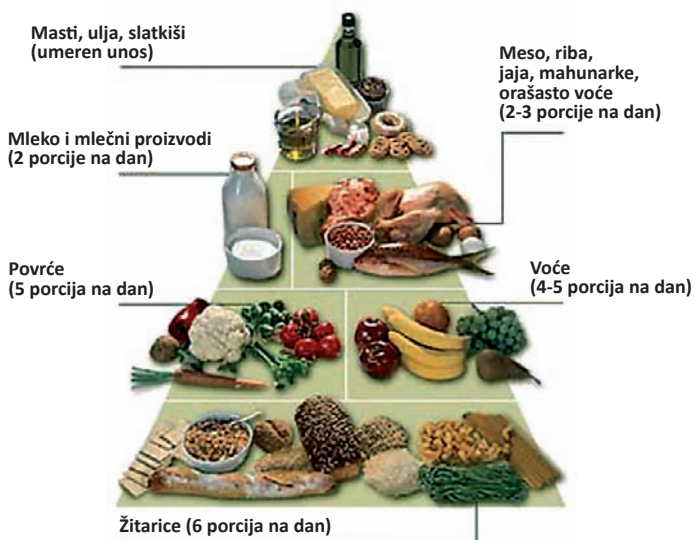 Masti, ulja, slatkiši
(umeren unos)
Meso, riba,
jaja, mahunarke,
orašasto voće
(2-3 porcije na dan)
Mleko i mlečni proizvodi
(2 porcije na dan)
Povrće
(5 porcija na dan)
Voće
(4-5 porcija na dan)
Žitarice (6 porcija na dan)